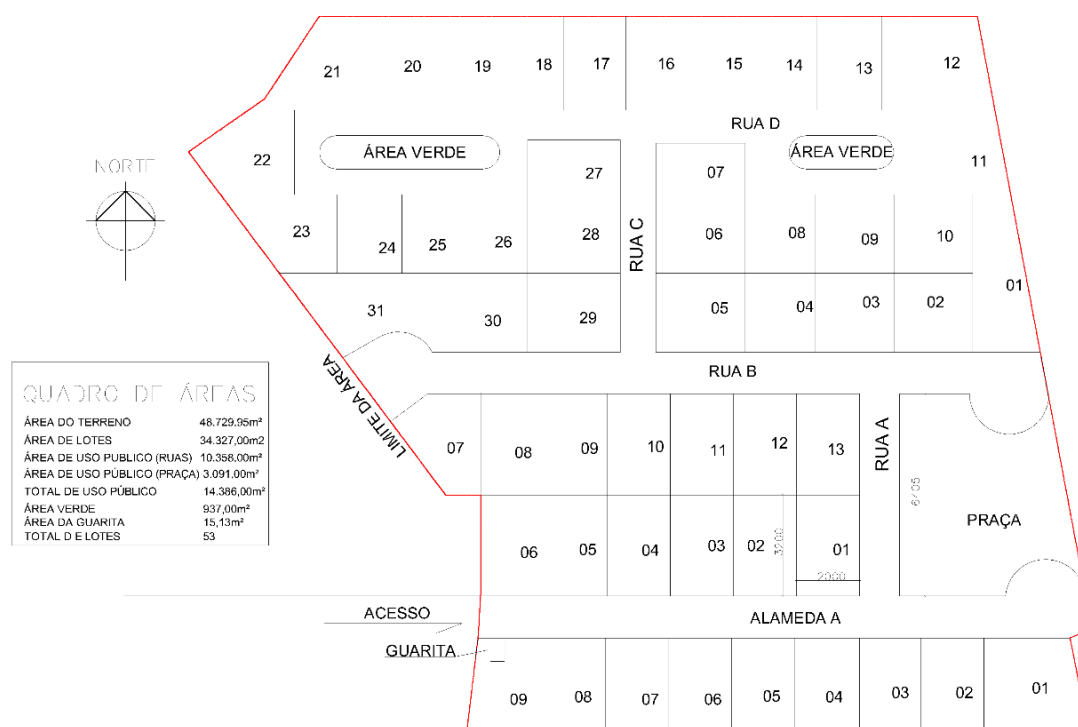 21 20 19 18 17 16 15 14 13 12
RUA D
ÁREA VERDE
ÁREA VERDE
22
27
07
11
NORTE
23
24
25
26
28
RUA C
06
08
09
10
01
31
30
29
05
04
03
02
RUA B
LIMITE DA ÁREA
QUADRO DE ÁREAS
ÁREA DO TERRENO 48.729,95m²
ÁREA DE LOTES 34.327,00m2
ÁREA DE USO PUBLICO (RUAS) 10.358,00m²
ÁREA DE USO PÚBLICO (PRAÇA) 3.091,00m²
TOTAL DE USO PÚBLICO 14.386,00m²
ÁREA VERDE 937,00m²
ÁREA DA GUARITA 15,13m²
TOTAL D E LOTES 53
07
08
09
10
11
12
13
RUA A
6405
PRAÇA
06
05
04
03
02
3200
01
2000
ACESSO
ALAMEDA A
GUARITA
09
08
07
06
05
04
03
02
01